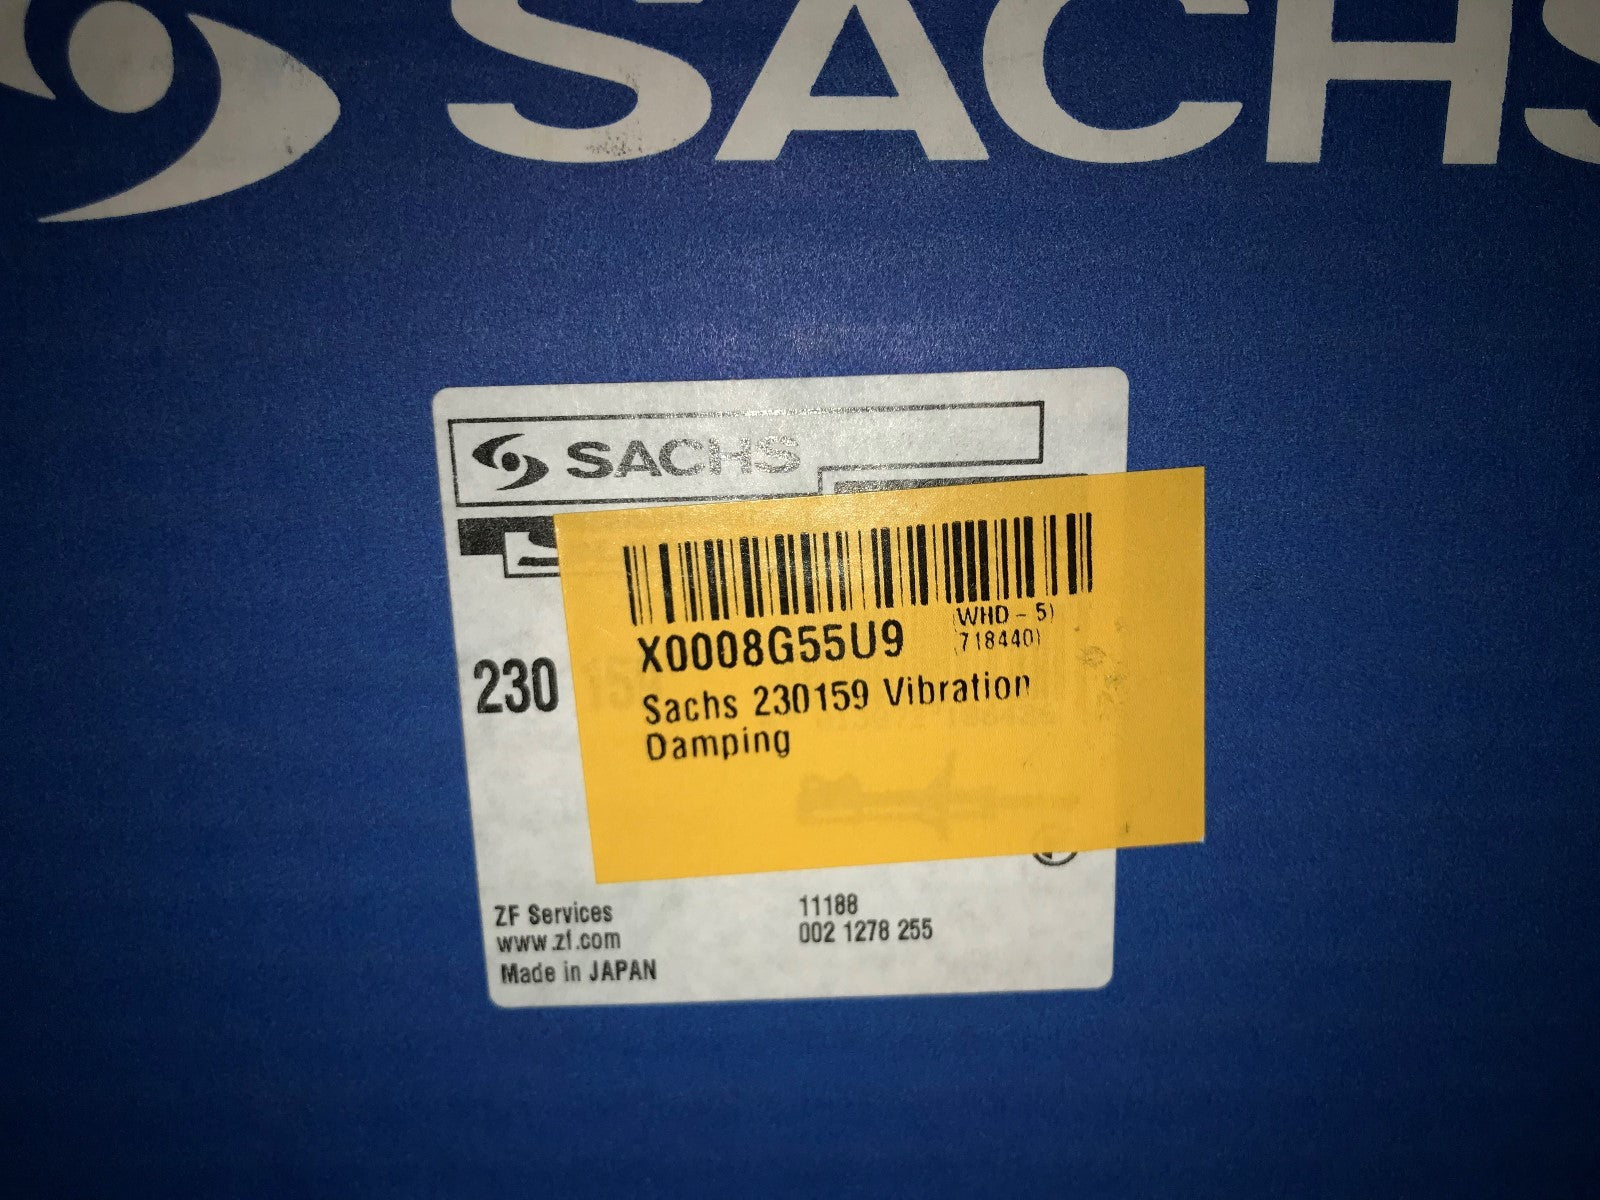 SACHS
SACHS
X0008G55U9
(WHD - 5)
(718440)
230 159
Sachs 230159 Vibration
Damping
ZF Services
www.zf.com
Made in JAPAN
11188
002 1278 255